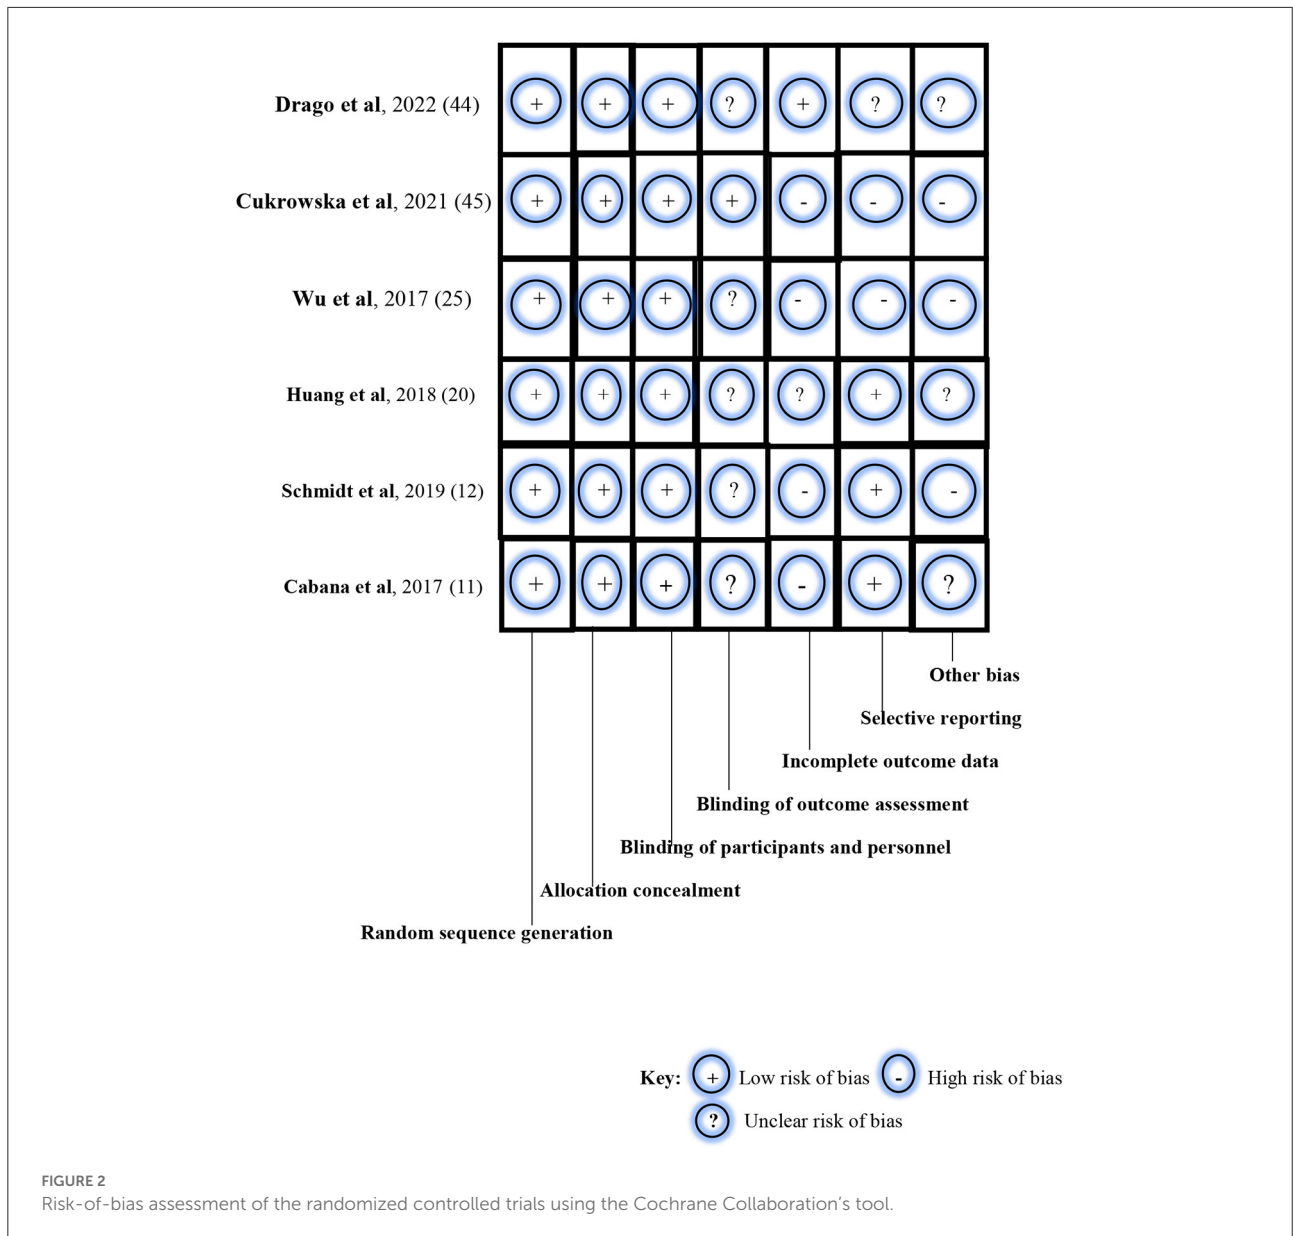 Drago et al, 2022 (44) + + + ? + ? ?
Cukrowska et al, 2021 (45) + + + + - - -
Wu et al, 2017 (25) + + + ? - - -
Huang et al, 2018 (20) + + + ? ? + ?
Schmidt et al, 2019 (12) + + + ? - + -
Cabana et al, 2017 (11) + + + ? - + ?
Other bias
Selective reporting
Incomplete outcome data
Blinding of outcome assessment
Blinding of participants and personnel
Allocation concealment
Random sequence generation
Key: + Low risk of bias - High risk of bias
? Unclear risk of bias
FIGURE 2
Risk-of-bias assessment of the randomized controlled trials using the Cochrane Collaboration's tool.